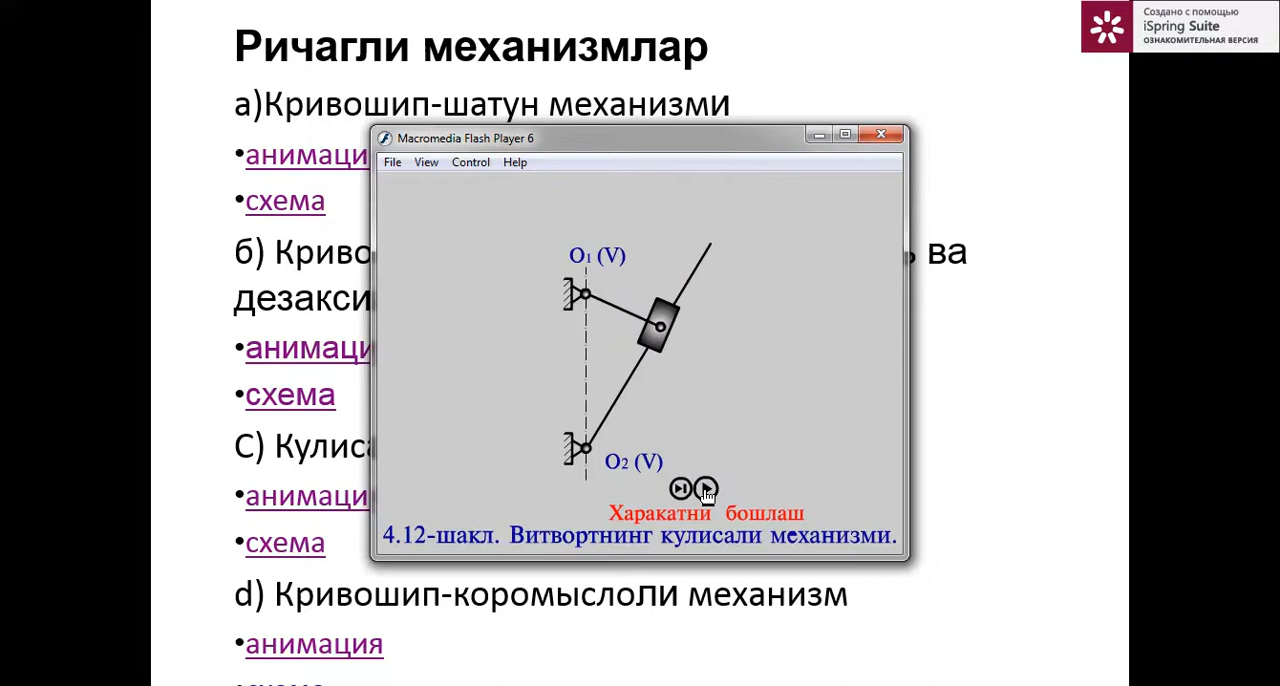 Создано с помощью
iSpring Suite
ОЗНАКОМИТЕЛЬНАЯ ВЕРСИЯ
Ричагли механизмлар
а)Кривошип-шатун механизми
Macromedia Flash Player 6
•анимаци
File View Control Help
•схема
б) Криво ь ва
O1 (V)
дезакси
•анимаци
•схема
С) Кулиса
O2 (V)
•анимаци
Харакатни бошлаш
4.12-шакл. Витвортнинг кулисали механизми.
•схема
d) Кривошип-коромыслоли механизм
•анимация